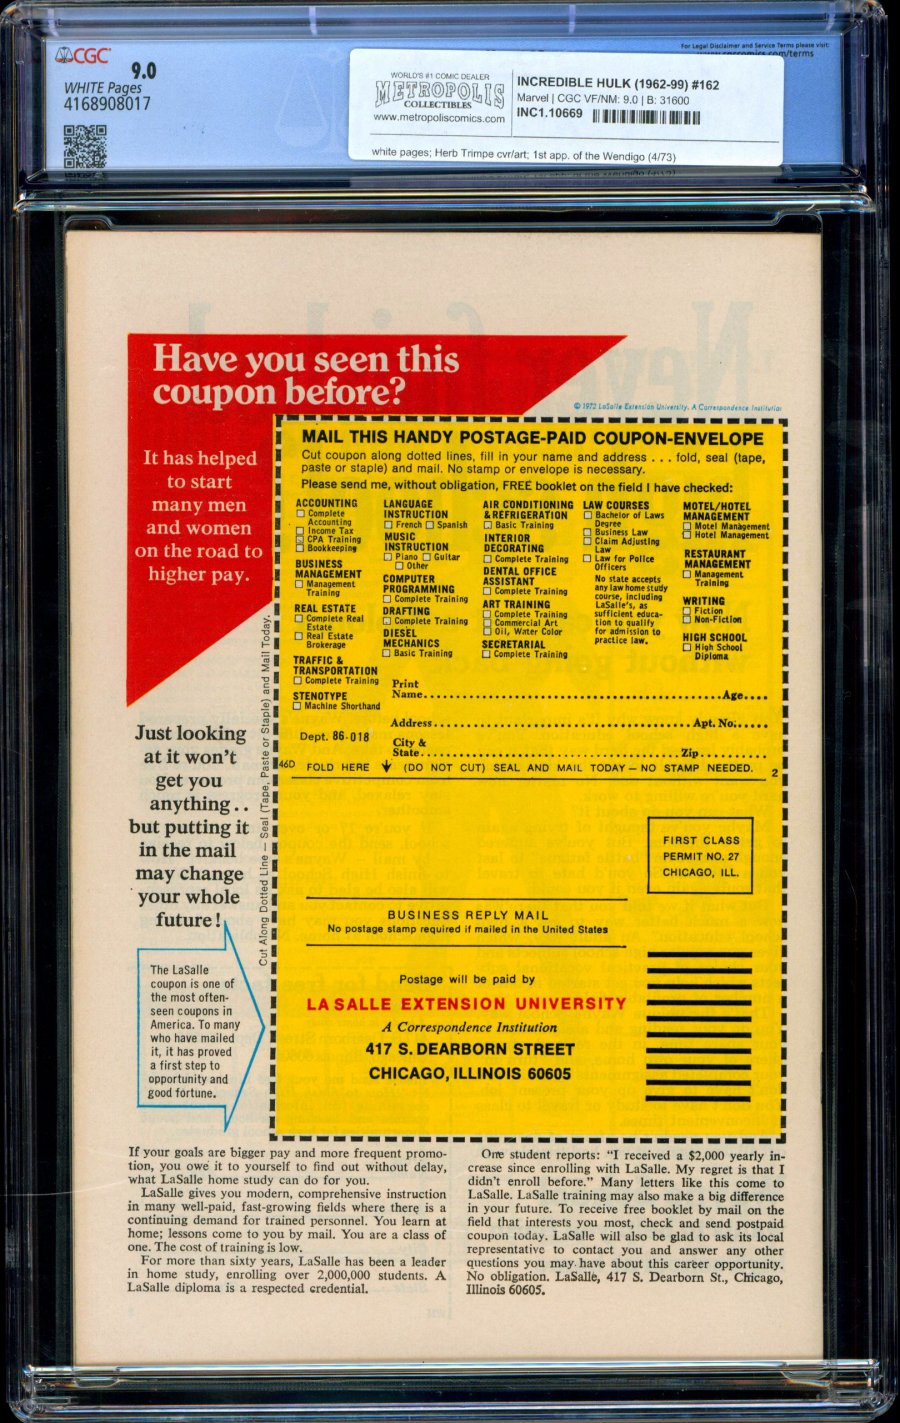 CGC
9.0
WHITE Pages
4168908017
For Legal Disclaimer and Service Terms please visit:
www.cgccomics.com/terms
WORLD'S #1 COMIC DEALER
METROPOLIS
COLLECTIBLES
www.metropoliscomics.com
INCREDIBLE HULK (1962-99) #162
Marvel | CGC VF/NM: 9.0 | B: 31600
INC1.10669
white pages; Herb Trimpe cvr/art; 1st app. of the Wendigo (4/73)
Have you seen this
coupon before?
© 1972 LaSalle Extension University. A Correspondence Institution
It has helped
to start
many men
and women
on the road to
higher pay.
Just looking
at it won't
get you
anything . .
but putting it
in the mail
may change
your whole
future!
The LaSalle
coupon is one of
the most often-
seen coupons in
America. To many
who have mailed
it, it has proved
a first step to
opportunity and
good fortune.
Cut Along Dotted Line – Seal (Tape, Paste or Staple) and Mail Today.
MAIL THIS HANDY POSTAGE-PAID COUPON-ENVELOPE
Cut coupon along dotted lines, fill in your name and address . . . fold, seal (tape,
paste or staple) and mail. No stamp or envelope is necessary.
Please send me, without obligation, FREE booklet on the field I have checked:
ACCOUNTING
Complete
Accounting
Income Tax
CPA Training
Bookkeeping
BUSINESS
MANAGEMENT
Management
Training
REAL ESTATE
Complete Real
Estate
Real Estate
Brokerage
TRAFFIC &
TRANSPORTATION
Complete Training
STENOTYPE
Machine Shorthand
LANGUAGE
INSTRUCTION
French Spanish
MUSIC
INSTRUCTION
Piano Guitar
Other
COMPUTER
PROGRAMMING
Complete Training
DRAFTING
Complete Training
DIESEL
MECHANICS
Basic Training
AIR CONDITIONING
& REFRIGERATION
Basic Training
INTERIOR
DECORATING
Complete Training
DENTAL OFFICE
ASSISTANT
Complete Training
ART TRAINING
Complete Training
Commercial Art
Oil, Water Color
SECRETARIAL
Complete Training
LAW COURSES
Bachelor of Laws
Degree
Business Law
Claim Adjusting
Law
Law for Police
Officers
No state accepts
any law home study
course, including
LaSalle's, as
sufficient educa-
tion to qualify
for admission to
practice law.
MOTEL/HOTEL
MANAGEMENT
Motel Management
Hotel Management
RESTAURANT
MANAGEMENT
Management
Training
WRITING
Fiction
Non-Fiction
HIGH SCHOOL
High School
Diploma
Print
Name Age
Address Apt. No.
Dept. 86-018
City &
State Zip
46D FOLD HERE (DO NOT CUT) SEAL AND MAIL TODAY – NO STAMP NEEDED. 2
FIRST CLASS
PERMIT NO. 27
CHICAGO, ILL.
BUSINESS REPLY MAIL
No postage stamp required if mailed in the United States
Postage will be paid by
LA SALLE EXTENSION UNIVERSITY
A Correspondence Institution
417 S. DEARBORN STREET
CHICAGO, ILLINOIS 60605
If your goals are bigger pay and more frequent promo-
tion, you owe it to yourself to find out without delay,
what LaSalle home study can do for you.
LaSalle gives you modern, comprehensive instruction
in many well-paid, fast-growing fields where there is a
continuing demand for trained personnel. You learn at
home; lessons come to you by mail. You are a class of
one. The cost of training is low.
For more than sixty years, LaSalle has been a leader
in home study, enrolling over 2,000,000 students. A
LaSalle diploma is a respected credential.
One student reports: "I received a $2,000 yearly in-
crease since enrolling with LaSalle. My regret is that I
didn't enroll before." Many letters like this come to
LaSalle. LaSalle training may also make a big difference
in your future. To receive free booklet by mail on the
field that interests you most, check and send postpaid
coupon today. LaSalle will also be glad to ask its local
representative to contact you and answer any other
questions you may have about this career opportunity.
No obligation. LaSalle, 417 S. Dearborn St., Chicago,
Illinois 60605.